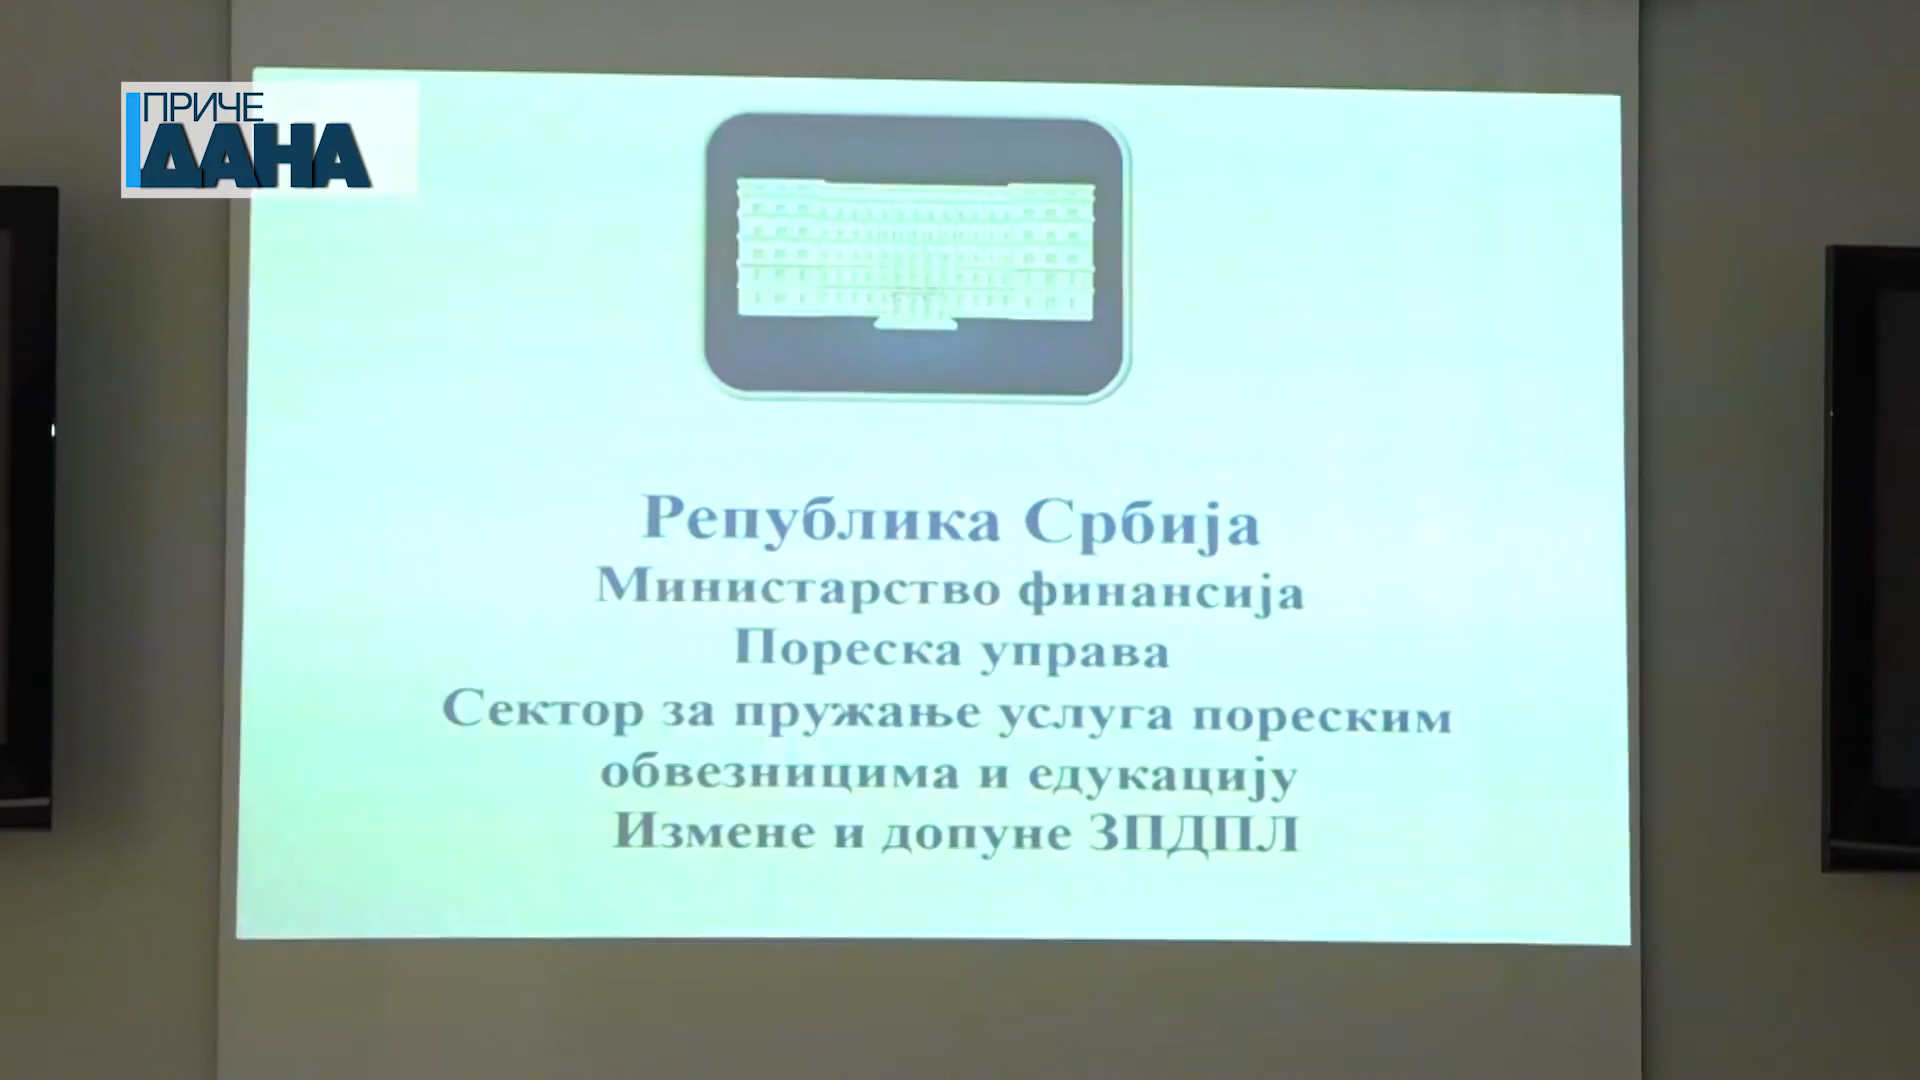 ПРИЧЕ
ДАНА
Република Србија
Министарство финансија
Пореска управа
Сектор за пружање услуга пореским
обвезницима и едукацију
Измене и допуне ЗПДПЛ